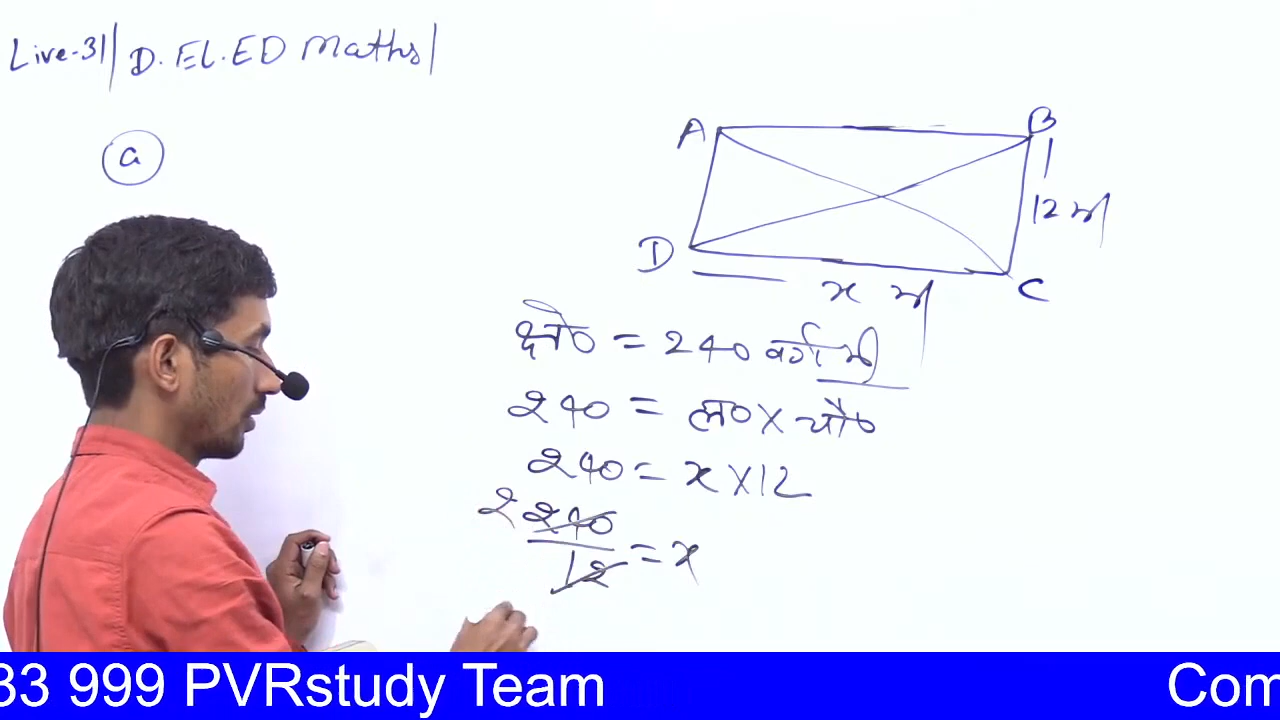 Live-31| D.EL.ED Maths|
a
A
B
12 मी
D
C
x मी
क्षे० = 240 वर्ग मी
240 = ल० X चौ०
240 = x X 12
2 240
12 = x
33 999 PVRstudy Team
Com